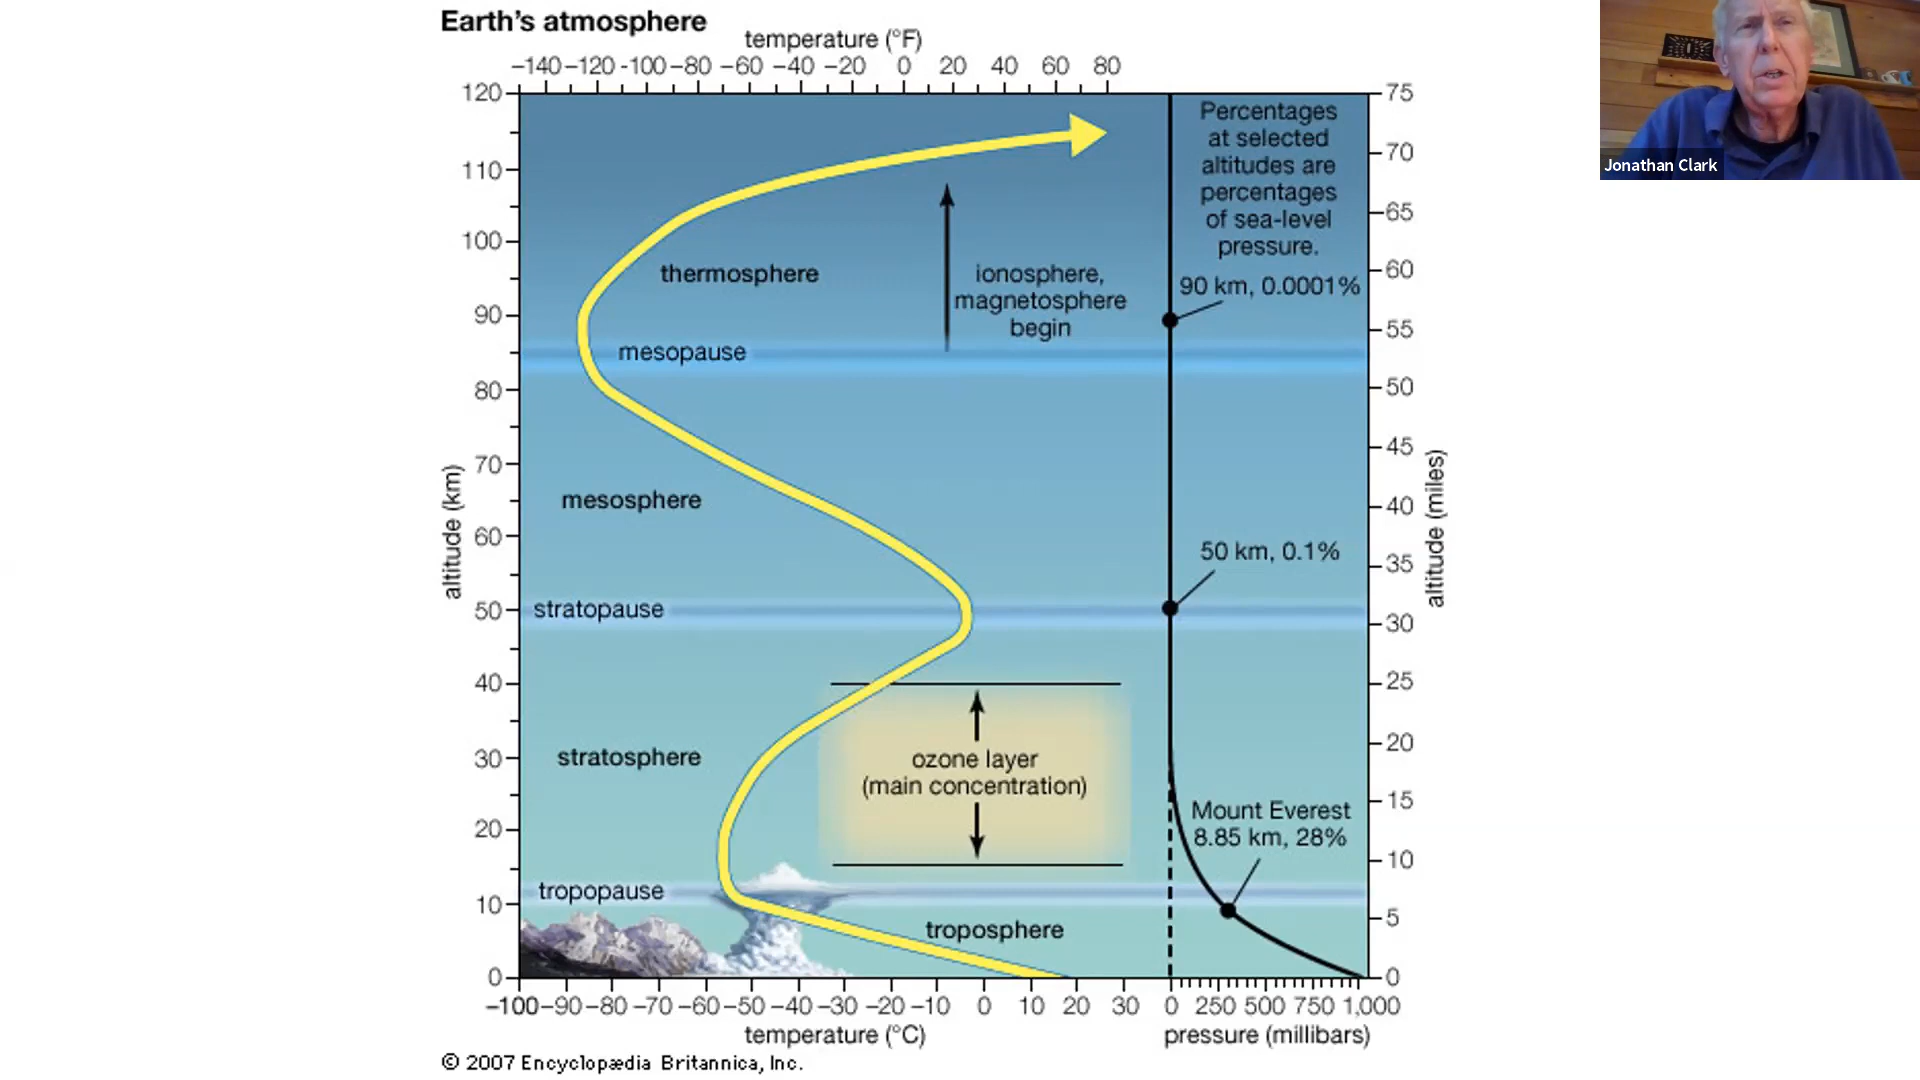 Earth's atmosphere
temperature (°F)
−140 −120 -100 −80 −60 −40 −20 0 20 40 60 80
120
110
100
90
80
70
60
50
40
30
20
10
0
altitude (km)
75
70
65
60
55
50
45
40
35
30
25
20
15
10
5
0
altitude (miles)
Percentages
at selected
altitudes are
percentages
of sea-level
pressure.
thermosphere
ionosphere,
magnetosphere
begin
90 km, 0.0001%
mesopause
mesosphere
50 km, 0.1%
stratopause
stratosphere
ozone layer
(main concentration)
Mount Everest
8.85 km, 28%
tropopause
troposphere
−100 −90 −80 −70 −60 −50 −40 −30 −20 −10 0 10 20 30
temperature (°C)
0 250 500 750 1,000
pressure (millibars)
© 2007 Encyclopædia Britannica, Inc.
Jonathan Clark